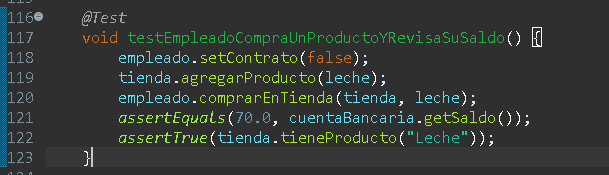 116 @Test
117 void testEmpleadoCompraUnProductoYRevisaSuSaldo() {
118 empleado.setContrato(false);
119 tienda.agregarProducto(leche);
120 empleado.comprarEnTienda(tienda, leche);
121 assertEquals(70.0, cuentaBancaria.getSaldo());
122 assertTrue(tienda.tieneProducto("Leche"));
123 }